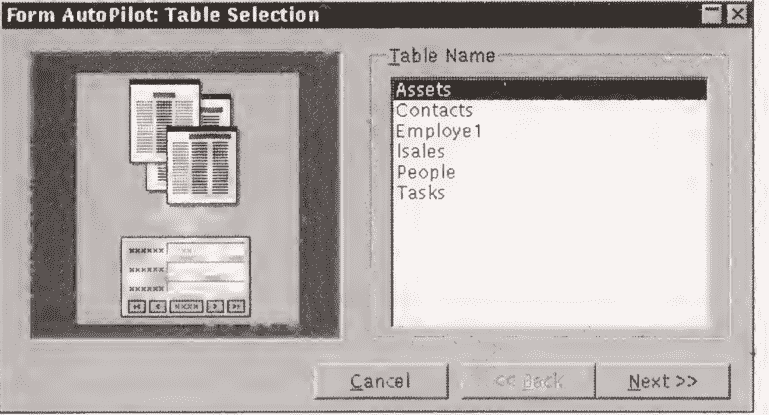 Form AutoPilot: Table Selection
Table Name
Assets
Contacts
Employe1
Isales
People
Tasks
Cancel
<< Back
Next >>